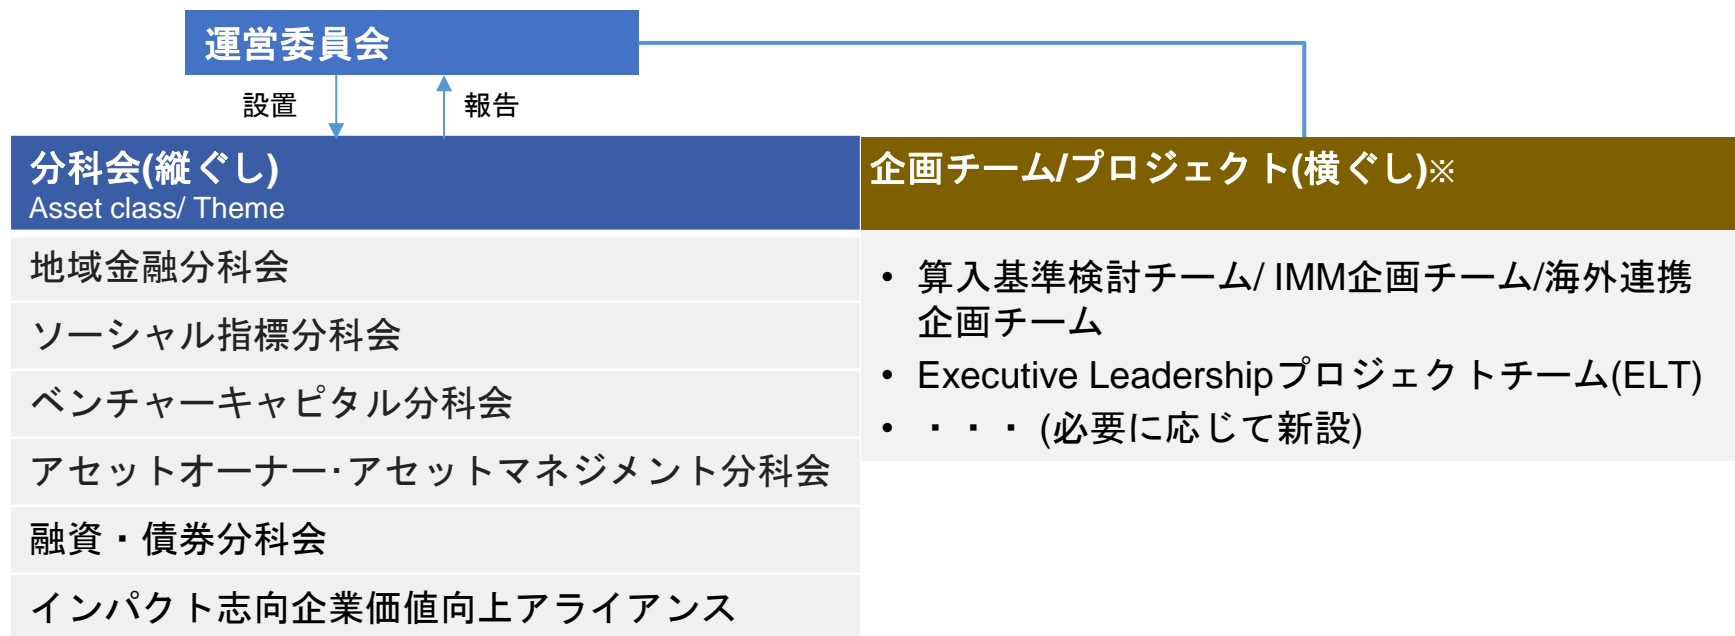 運営委員会
設置
報告
分科会(縦ぐし)
Asset class/ Theme
地域金融分科会
ソーシャル指標分科会
ベンチャーキャピタル分科会
アセットオーナー・アセットマネジメント分科会
融資・債券分科会
インパクト志向企業価値向上アライアンス
企画チーム/プロジェクト(横ぐし)※
• 算入基準検討チーム/ IMM企画チーム/海外連携
企画チーム
• Executive Leadershipプロジェクトチーム(ELT)
• ・・・ (必要に応じて新設)